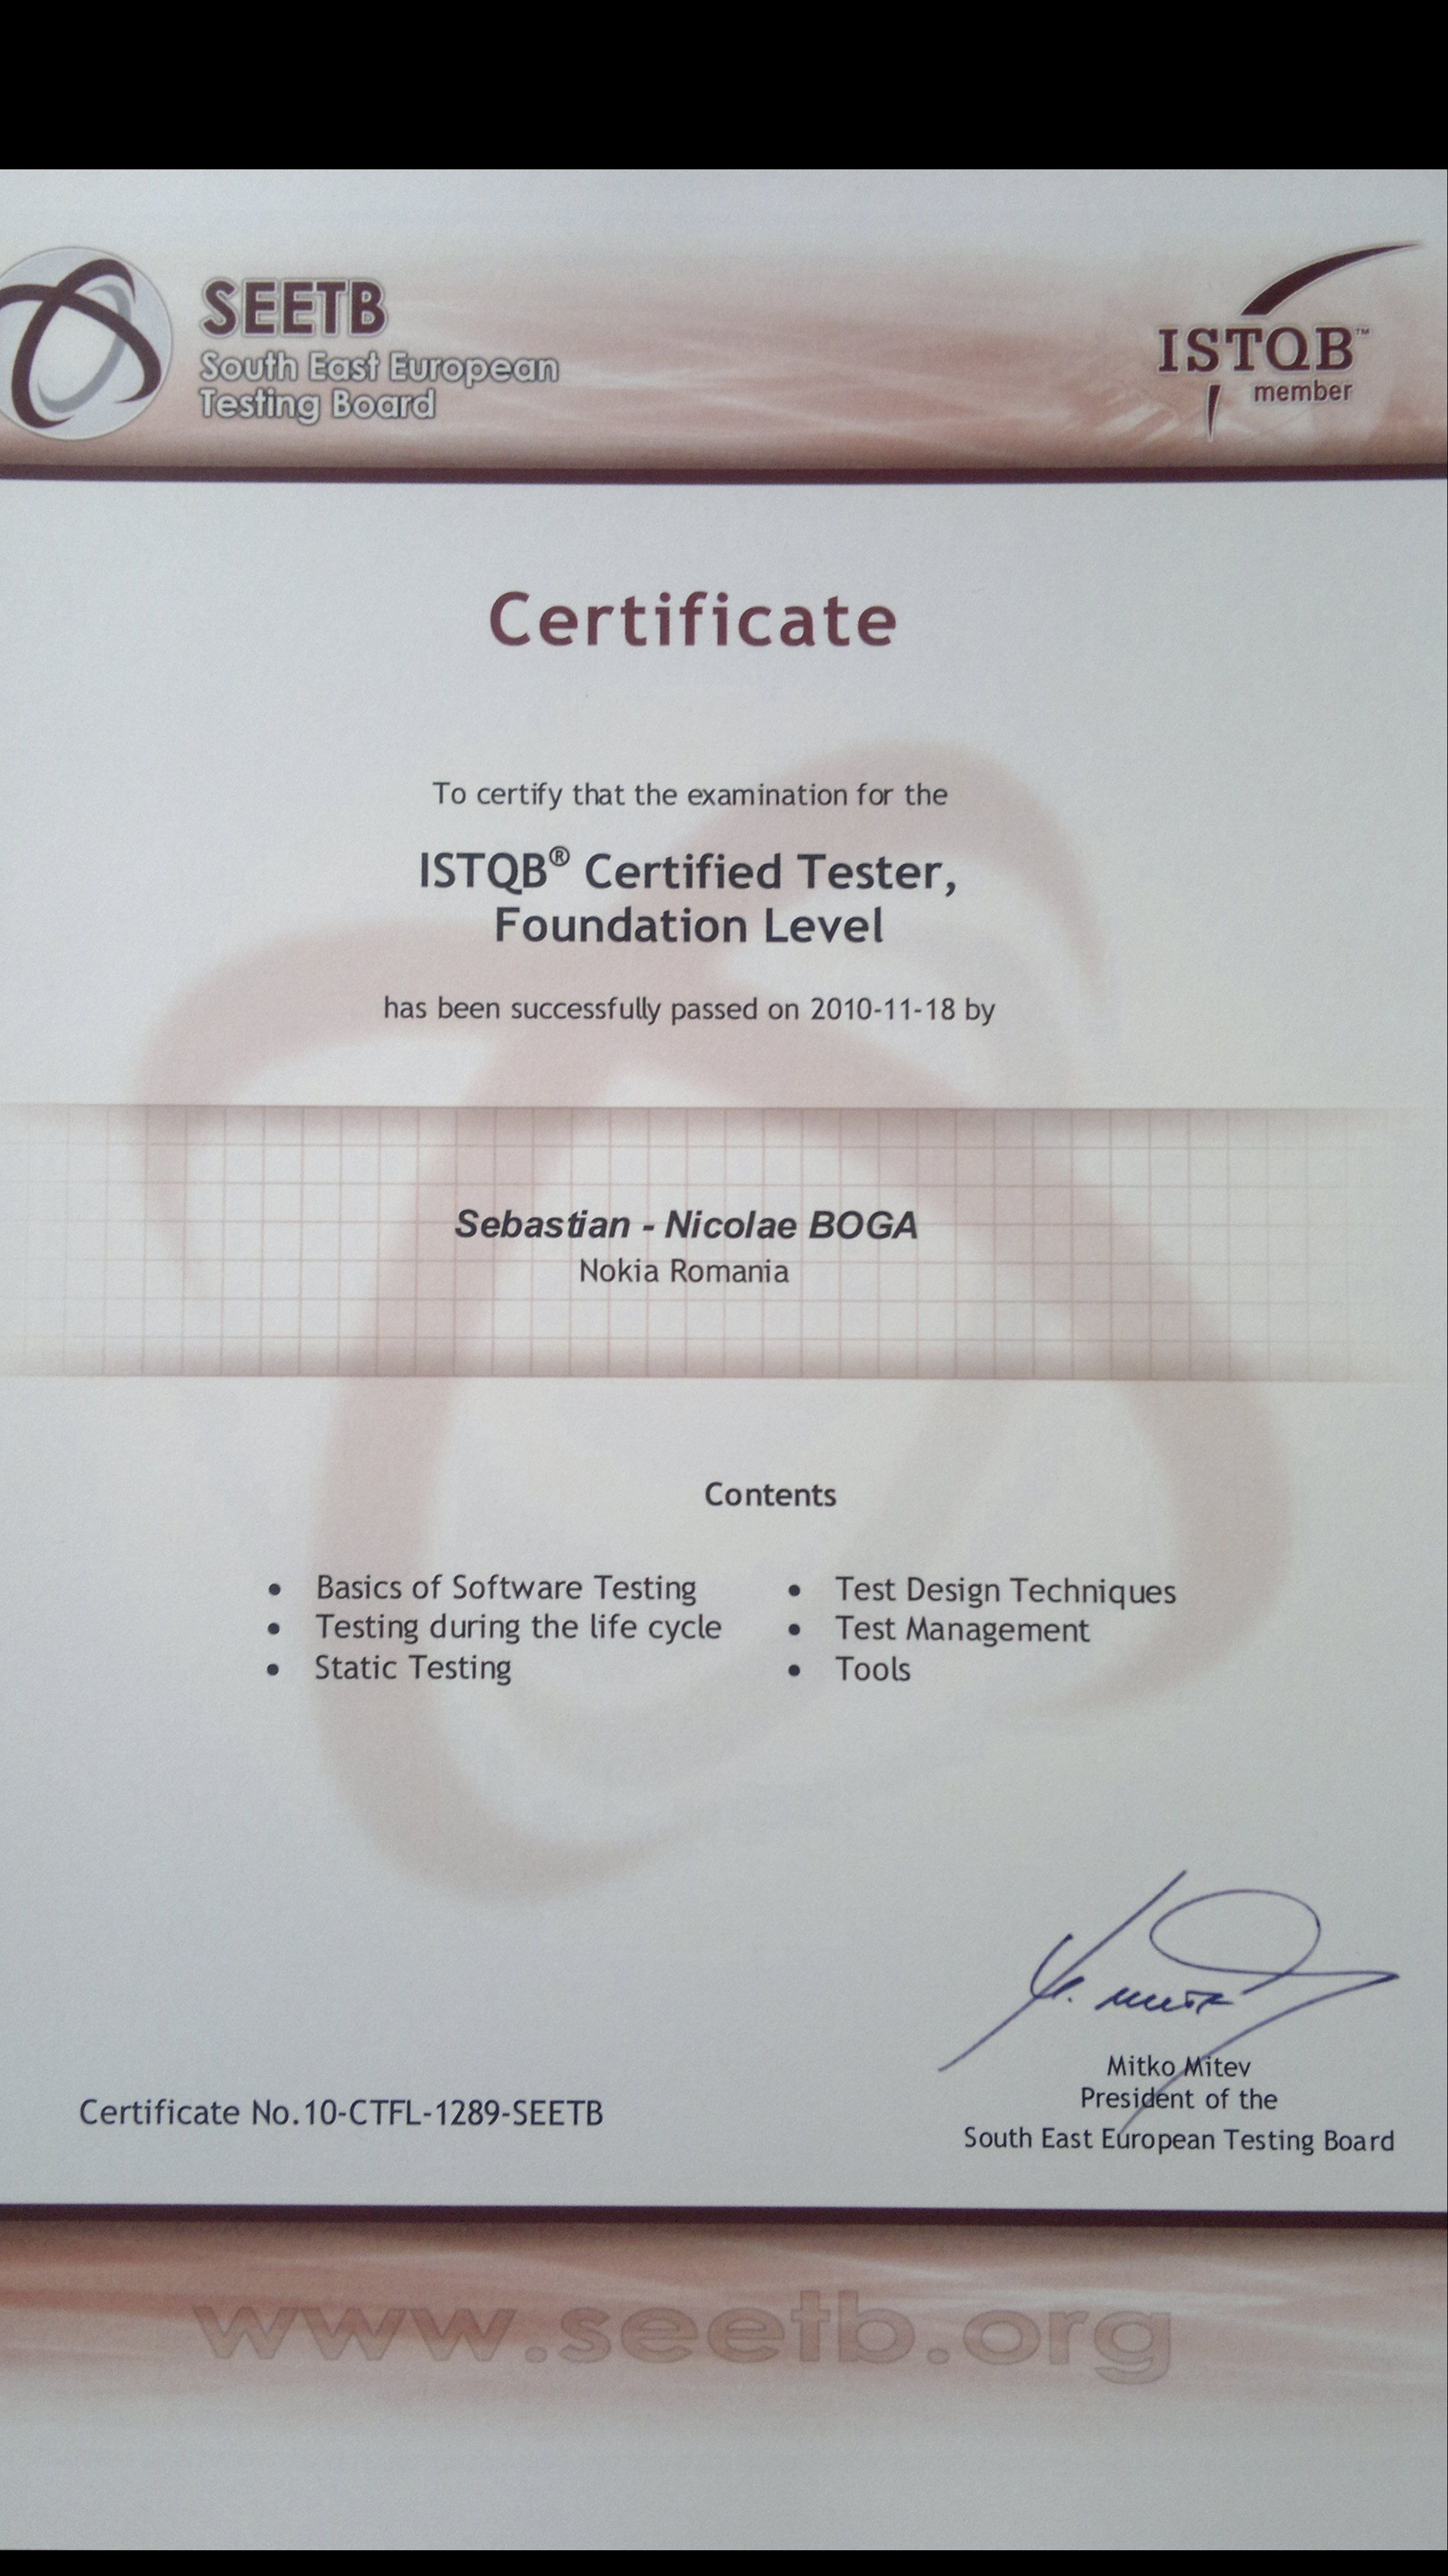 SEETB
South East European
Testing Board
ISTQB™
member
Certificate
To certify that the examination for the
ISTQB® Certified Tester,
Foundation Level
has been successfully passed on 2010-11-18 by
Sebastian - Nicolae BOGA
Nokia Romania
Contents
• Basics of Software Testing
• Testing during the life cycle
• Static Testing
• Test Design Techniques
• Test Management
• Tools
Mitko Mitev
President of the
South East European Testing Board
Certificate No.10-CTFL-1289-SEETB
www.seetb.org